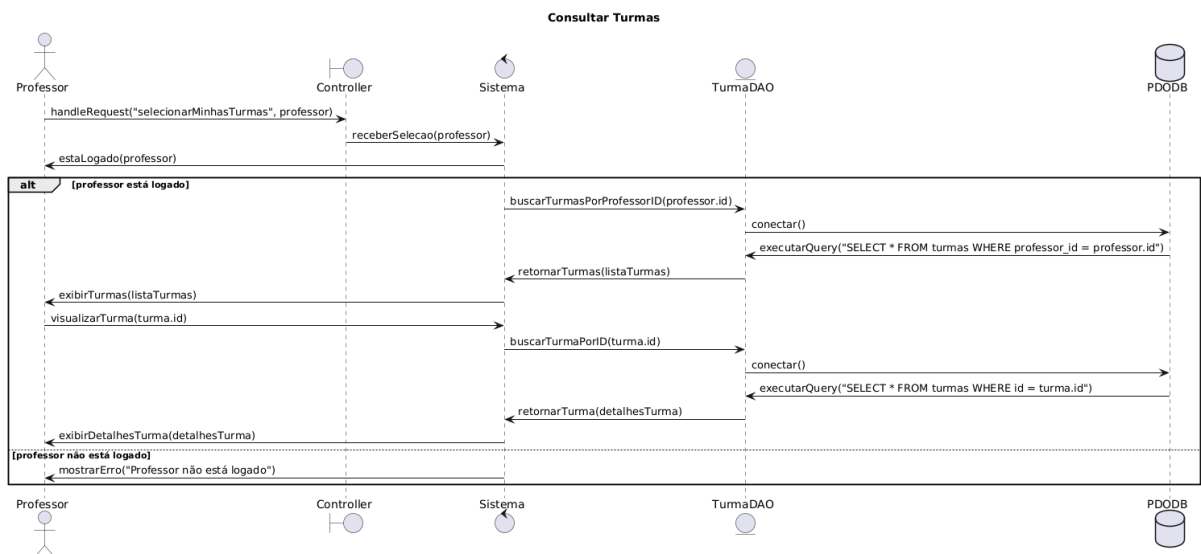 Consultar Turmas
Professor
Controller
Sistema
TurmaDAO
PDODB
handleRequest("selecionarMinhasTurmas", professor)
receberSelecao(professor)
estaLogado(professor)
alt
[professor está logado]
buscarTurmasPorProfessorID(professor.id)
conectar()
executarQuery("SELECT * FROM turmas WHERE professor_id = professor.id")
retornarTurmas(listaTurmas)
exibirTurmas(listaTurmas)
visualizarTurma(turma.id)
buscarTurmaPorID(turma.id)
conectar()
executarQuery("SELECT * FROM turmas WHERE id = turma.id")
retornarTurma(detalhesTurma)
exibirDetalhesTurma(detalhesTurma)
[professor não está logado]
mostrarErro("Professor não está logado")
Professor
Controller
Sistema
TurmaDAO
PDODB